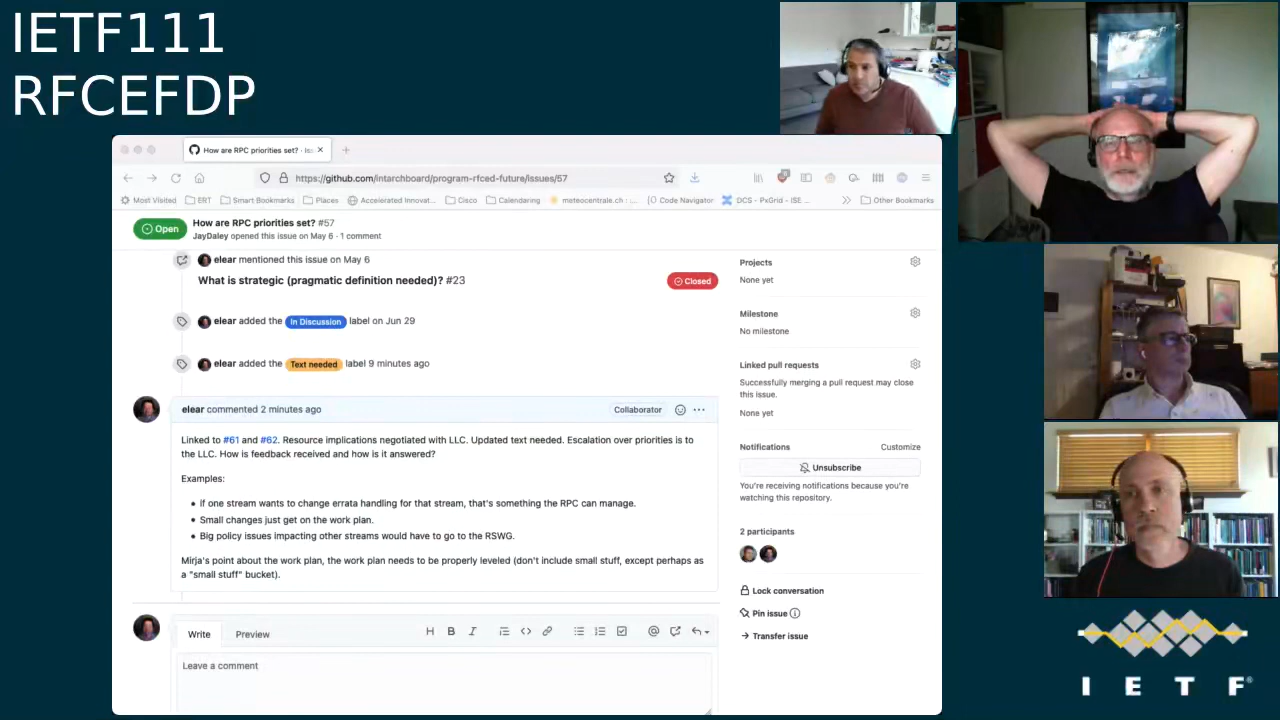 IETF111
RFCEFDP
How are RPC priorities set? · Iss
https://github.com/intarchboard/program-rfced-future/issues/57
Most Visited
ERT
Smart Bookmarks
Places
Accelerated Innovat...
Cisco
Calendaring
meteocentrale.ch : ...
Code Navigator
DCS - PxGrid - ISE ...
Other Bookmarks
Open
How are RPC priorities set? #57
JayDaley opened this issue on May 6 · 1 comment
elear mentioned this issue on May 6
What is strategic (pragmatic definition needed)? #23
Closed
elear added the In Discussion label on Jun 29
elear added the Text needed label 9 minutes ago
elear commented 2 minutes ago
Collaborator
Linked to #61 and #62. Resource implications negotiated with LLC. Updated text needed. Escalation over priorities is to
the LLC. How is feedback received and how is it answered?
Examples:
If one stream wants to change errata handling for that stream, that's something the RPC can manage.
Small changes just get on the work plan.
Big policy issues impacting other streams would have to go to the RSWG.
Mirja's point about the work plan, the work plan needs to be properly leveled (don't include small stuff, except perhaps as
a "small stuff" bucket).
Write
Preview
H B I
Leave a comment
Projects
None yet
Milestone
No milestone
Linked pull requests
Successfully merging a pull request may close
this issue.
None yet
Notifications
Customize
Unsubscribe
You're receiving notifications because you're
watching this repository.
2 participants
Lock conversation
Pin issue
Transfer issue
I E T F®